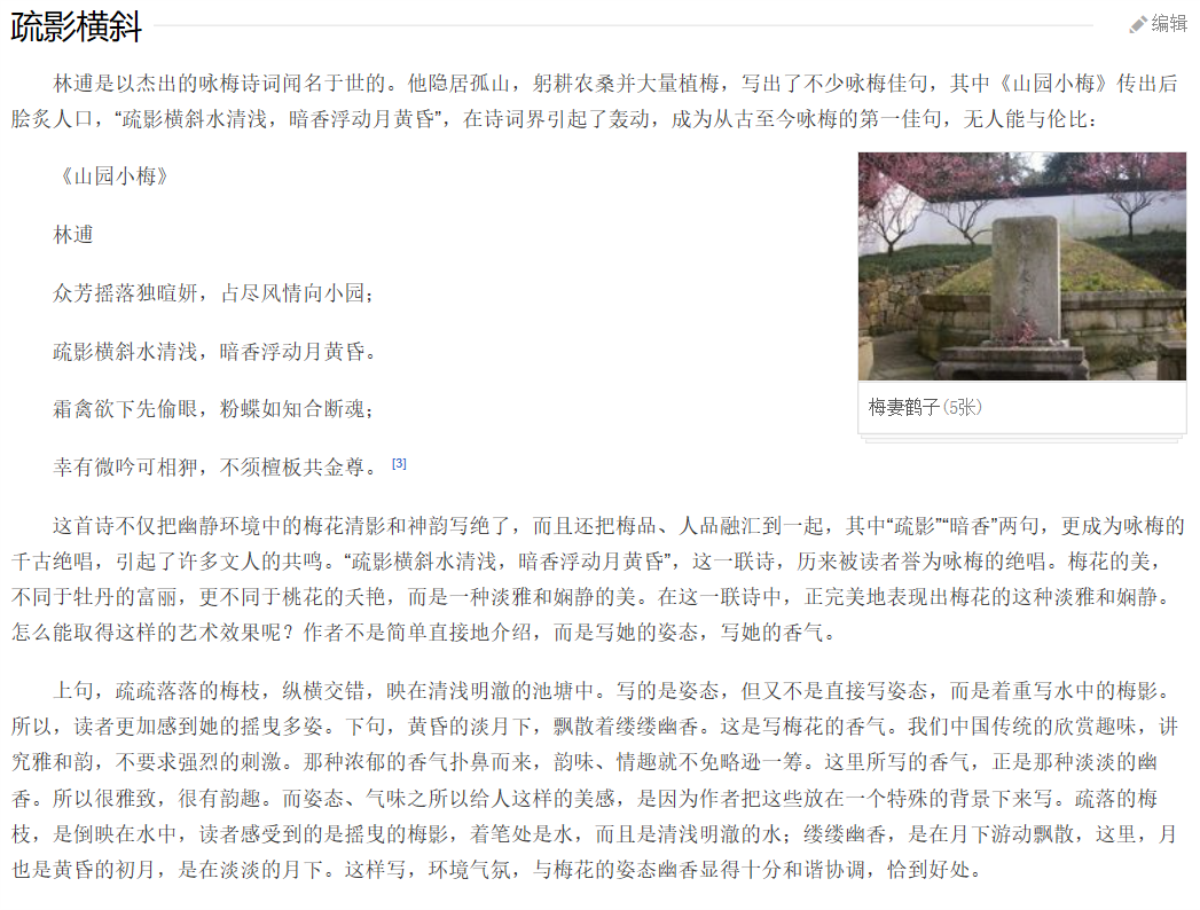 疏影横斜
编辑
林逋是以杰出的咏梅诗词闻名于世的。他隐居孤山，躬耕农桑并大量植梅，写出了不少咏梅佳句，其中《山园小梅》传出后
脍炙人口，“疏影横斜水清浅，暗香浮动月黄昏”，在诗词界引起了轰动，成为从古至今咏梅的第一佳句，无人能与伦比：
《山园小梅》
林逋
众芳摇落独暄妍，占尽风情向小园；
疏影横斜水清浅，暗香浮动月黄昏。
霜禽欲下先偷眼，粉蝶如知合断魂；
幸有微吟可相狎，不须檀板共金尊。 [3]
梅妻鹤子(5张)
这首诗不仅把幽静环境中的梅花清影和神韵写绝了，而且还把梅品、人品融汇到一起，其中“疏影”“暗香”两句，更成为咏梅的
千古绝唱，引起了许多文人的共鸣。“疏影横斜水清浅，暗香浮动月黄昏”，这一联诗，历来被读者誉为咏梅的绝唱。梅花的美，
不同于牡丹的富丽，更不同于桃花的夭艳，而是一种淡雅和娴静的美。在这一联诗中，正完美地表现出梅花的这种淡雅和娴静。
怎么能取得这样的艺术效果呢？作者不是简单直接地介绍，而是写她的姿态，写她的香气。
上句，疏疏落落的梅枝，纵横交错，映在清浅明澈的池塘中。写的是姿态，但又不是直接写姿态，而是着重写水中的梅影。
所以，读者更加感到她的摇曳多姿。下句，黄昏的淡月下，飘散着缕缕幽香。这是写梅花的香气。我们中国传统的欣赏趣味，讲
究雅和韵，不要求强烈的刺激。那种浓郁的香气扑鼻而来，韵味、情趣就不免略逊一筹。这里所写的香气，正是那种淡淡的幽
香。所以很雅致，很有韵趣。而姿态、气味之所以给人这样的美感，是因为作者把这些放在一个特殊的背景下来写。疏落的梅
枝，是倒映在水中，读者感受到的是摇曳的梅影，着笔处是水，而且是清浅明澈的水；缕缕幽香，是在月下游动飘散，这里，月
也是黄昏的初月，是在淡淡的月下。这样写，环境气氛，与梅花的姿态幽香显得十分和谐协调，恰到好处。